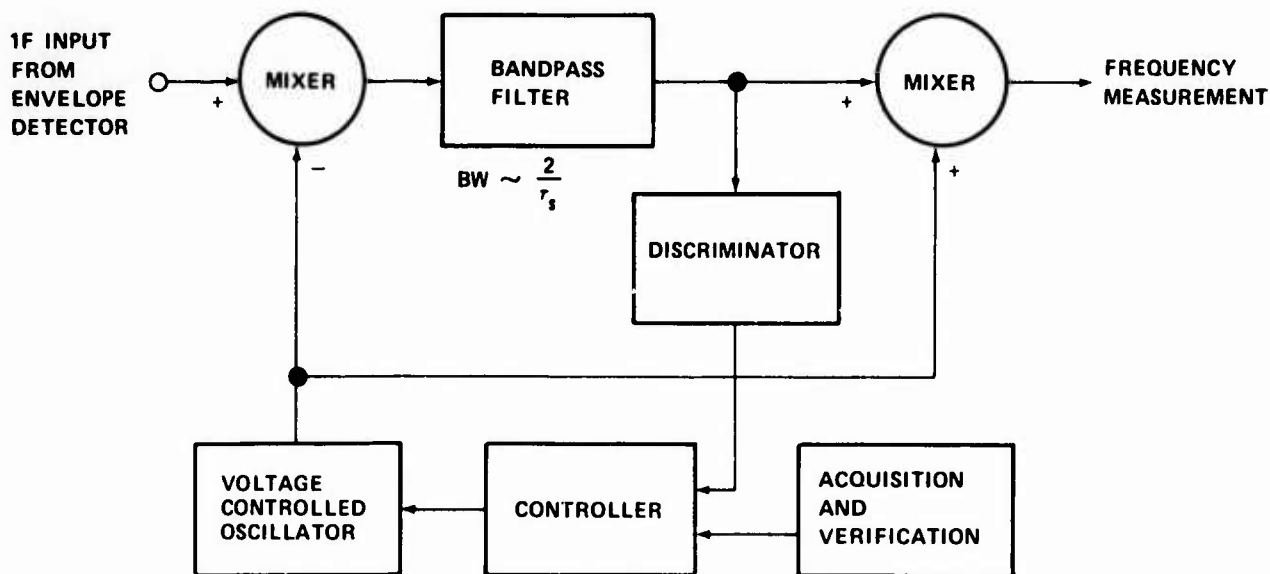 1F INPUT
FROM
ENVELOPE
DETECTOR
+
MIXER
−
BANDPASS
FILTER
BW ~ 2/τs
+
MIXER
+
FREQUENCY
MEASUREMENT
DISCRIMINATOR
VOLTAGE
CONTROLLED
OSCILLATOR
CONTROLLER
ACQUISITION
AND
VERIFICATION